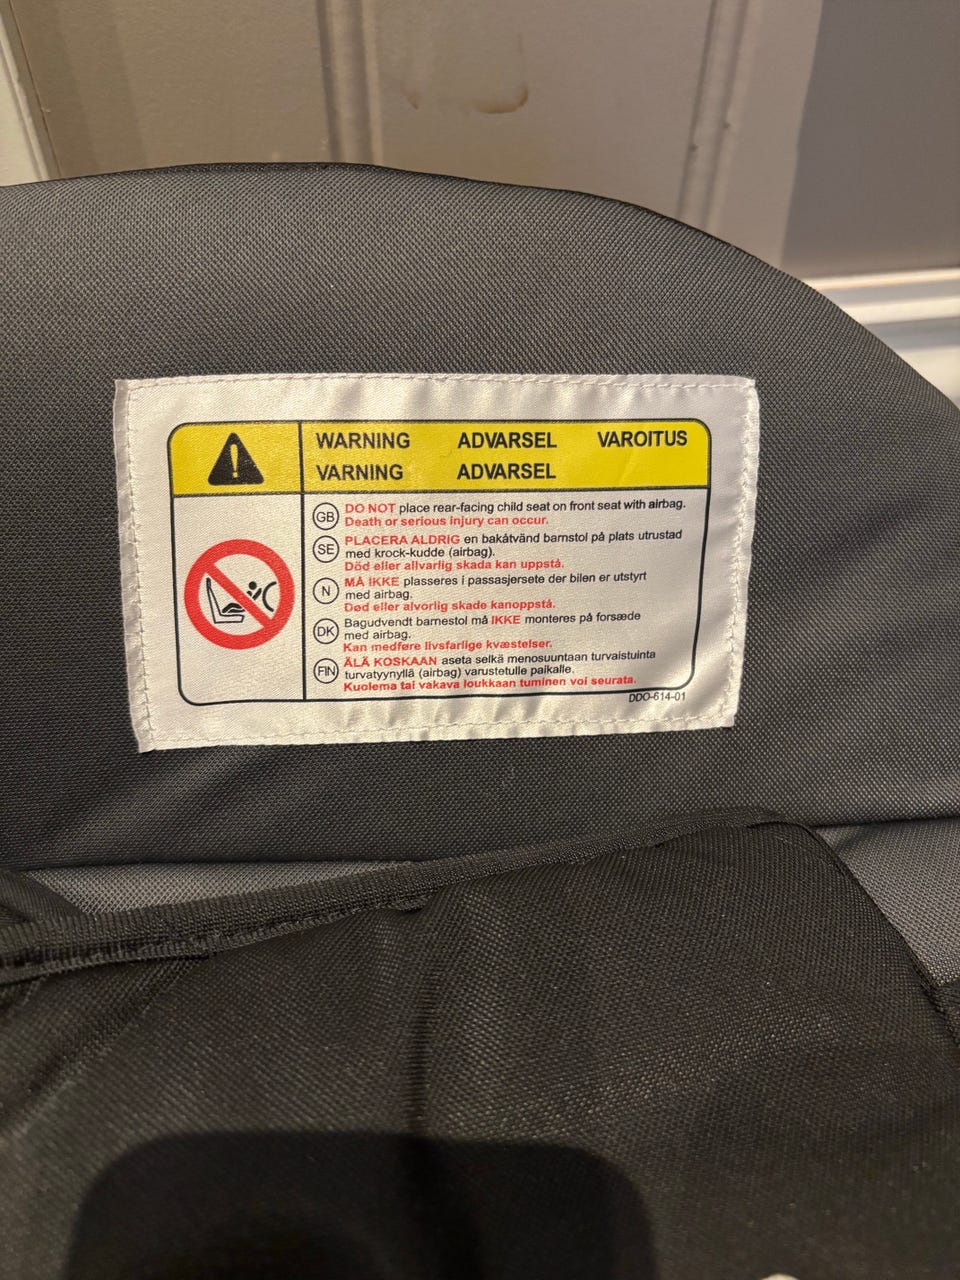 WARNING ADVARSEL VAROITUS
VARNING ADVARSEL
GB DO NOT place rear-facing child seat on front seat with airbag.
Death or serious injury can occur.
SE PLACERA ALDRIG en bakåtvänd barnstol på plats utrustad
med krock-kudde (airbag).
Död eller allvarlig skada kan uppstå.
N MÅ IKKE plasseres i passasjersete der bilen er utstyrt
med airbag.
Død eller alvorlig skade kanoppstå.
DK Bagudvendt barnestol må IKKE monteres på forsæde
med airbag.
Kan medføre livsfarlige kvæstelser.
FIN ÄLÄ KOSKAAN aseta selkä menosuuntaan turvaistuinta
turvatyynyllä (airbag) varustetulle paikalle.
Kuolema tai vakava loukkaan tuminen voi seurata.
DDO-614-01